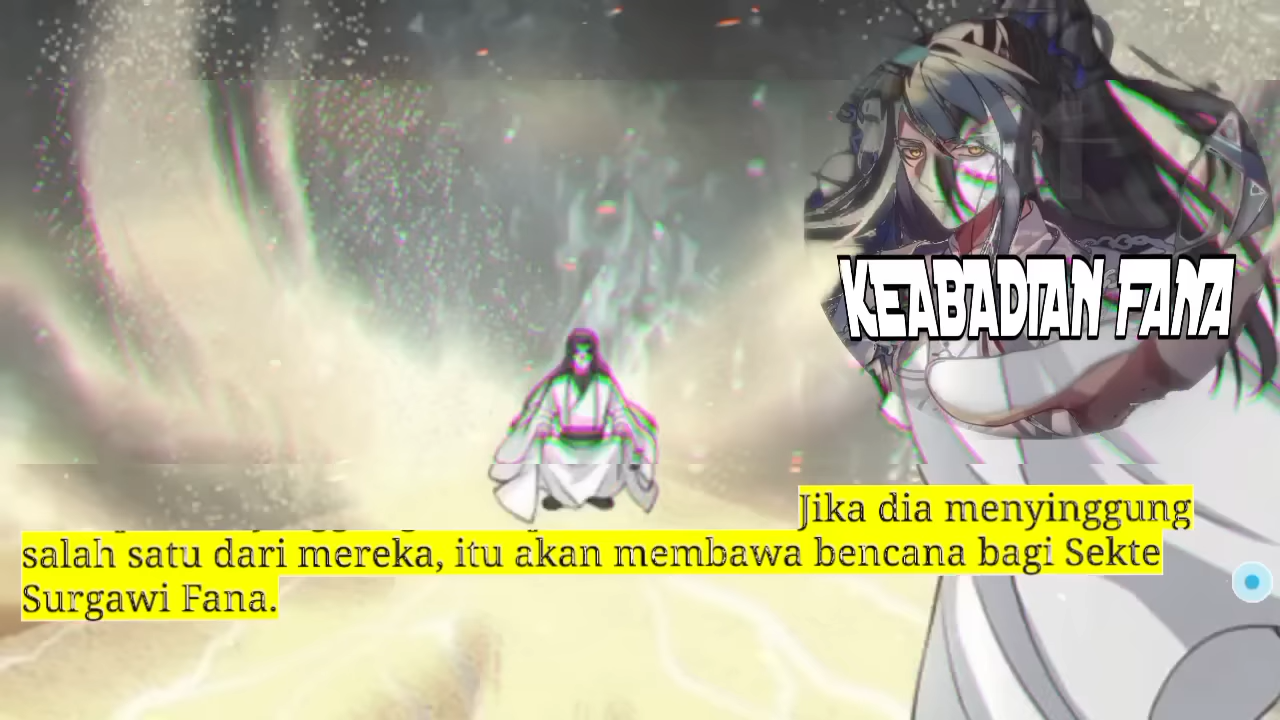 KEABADIAN FANA
Jika dia menyinggung
salah satu dari mereka, itu akan membawa bencana bagi Sekte
Surgawi Fana.